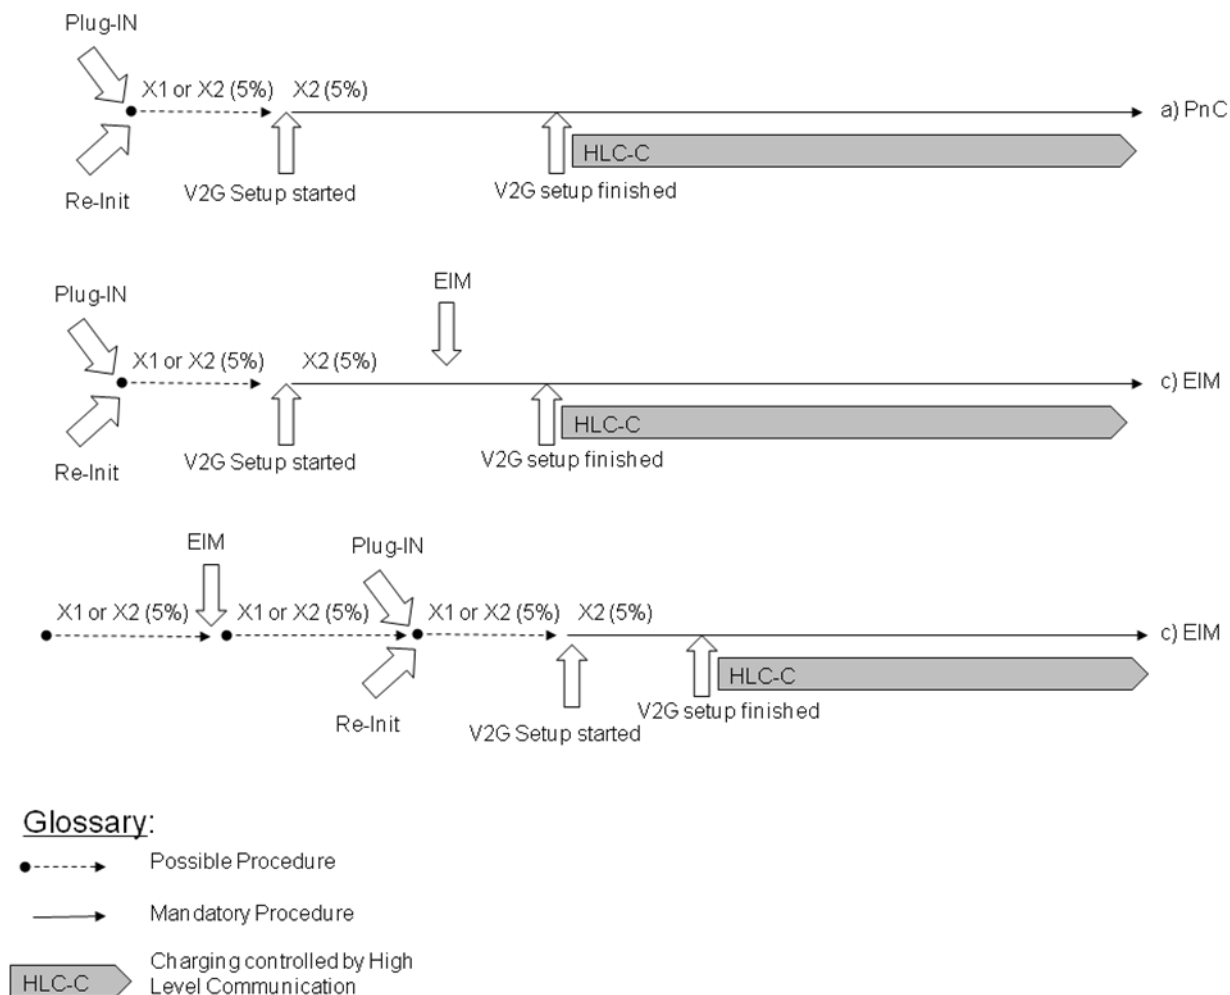 Plug-IN
X1 or X2 (5%) X2 (5%)
a) PnC
HLC-C
Re-Init
V2G Setup started
V2G setup finished
EIM
Plug-IN
X1 or X2 (5%) X2 (5%)
c) EIM
HLC-C
Re-Init
V2G Setup started
V2G setup finished
EIM
Plug-IN
X1 or X2 (5%) X1 or X2 (5%) X1 or X2 (5%) X2 (5%)
c) EIM
HLC-C
Re-Init
V2G Setup started
V2G setup finished
Glossary:
Possible Procedure
Mandatory Procedure
HLC-C
Charging controlled by High
Level Communication